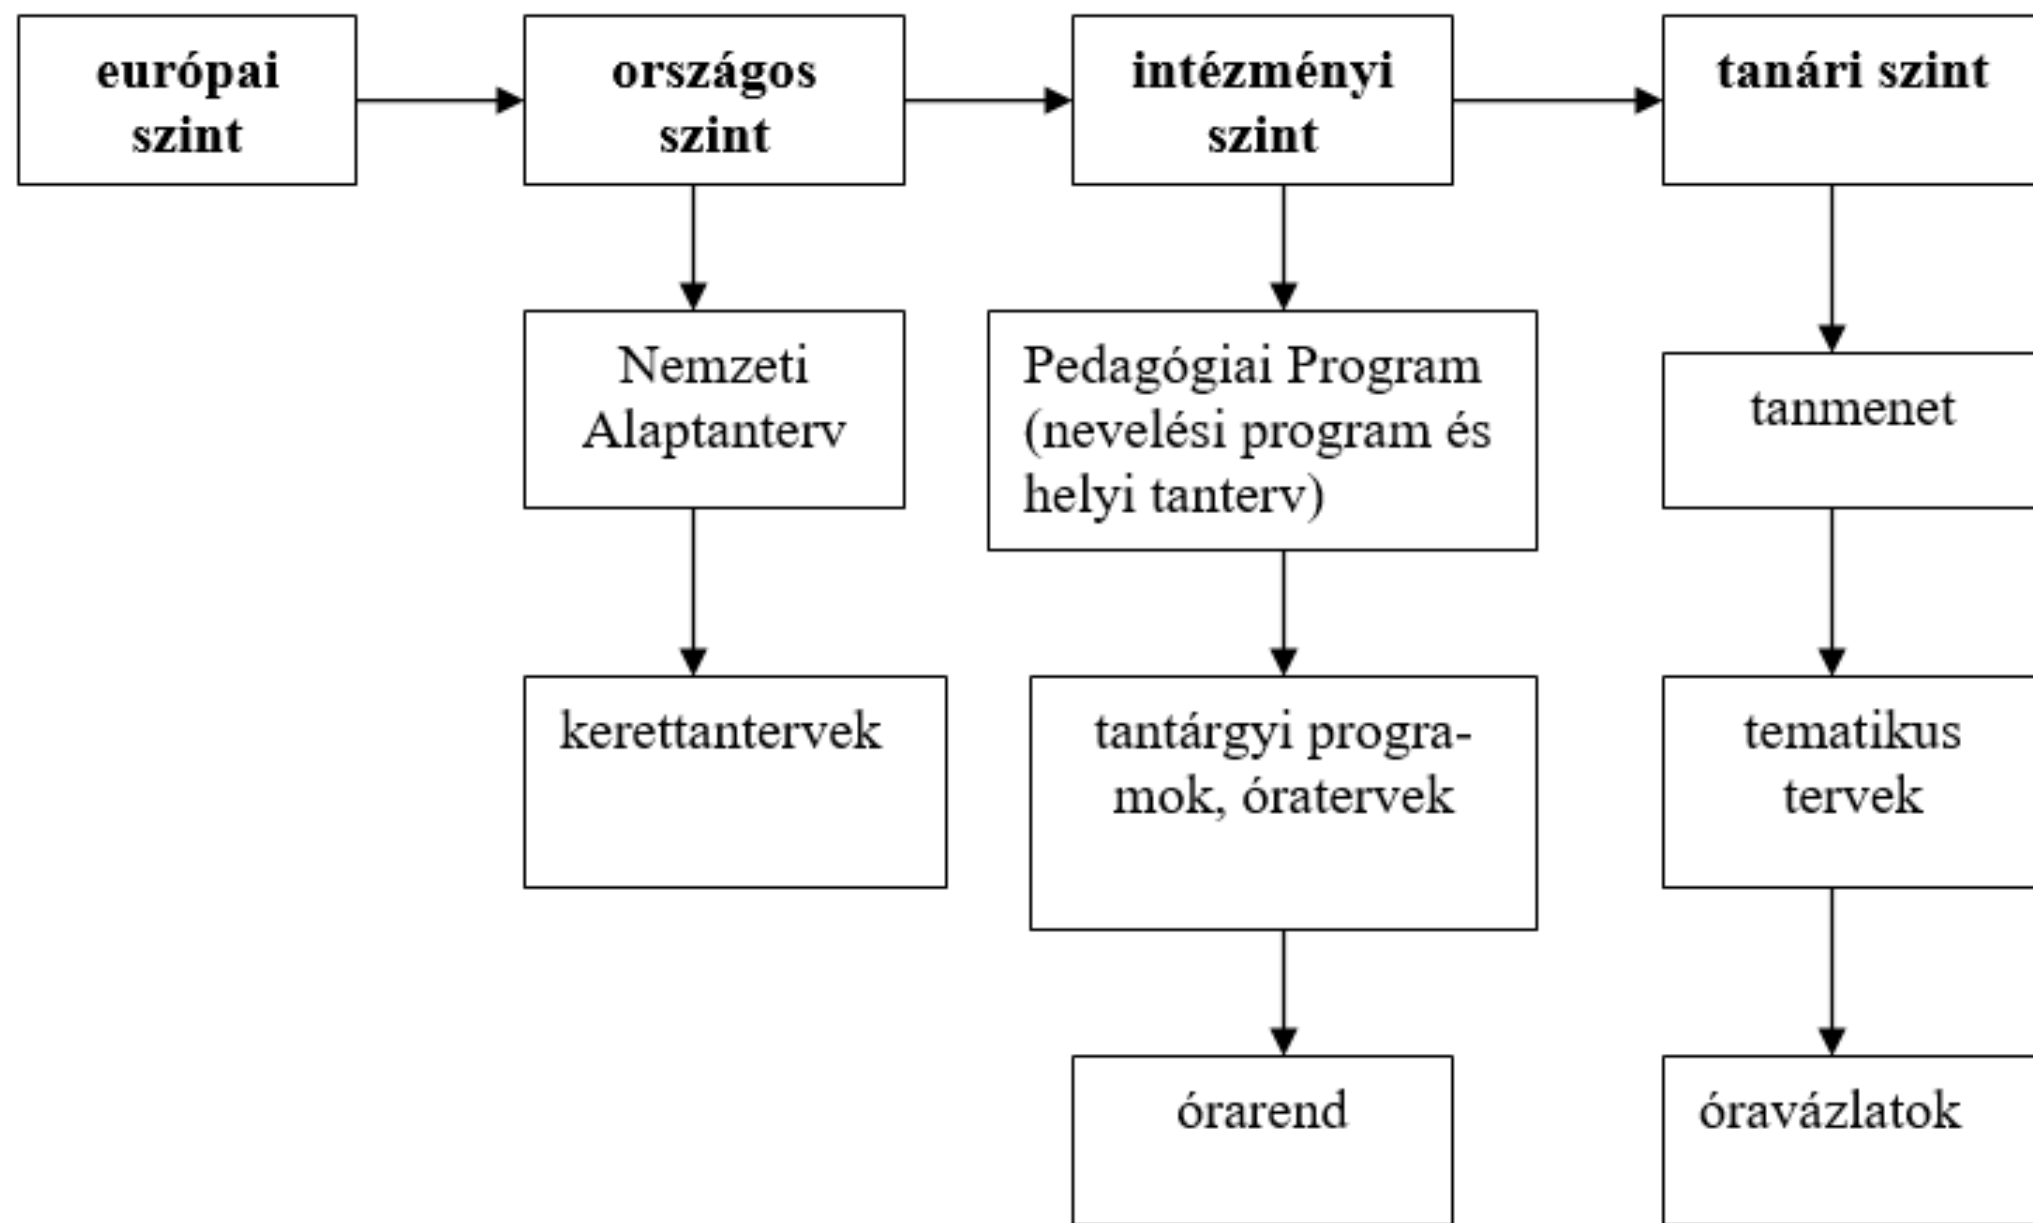 európai
szint
országos
szint
intézményi
szint
tanári szint
Nemzeti
Alaptanterv
Pedagógiai Program
(nevelési program és
helyi tanterv)
tanmenet
kerettantervek
tantárgyi progra-
mok, óratervek
tematikus
tervek
órarend
óravázlatok